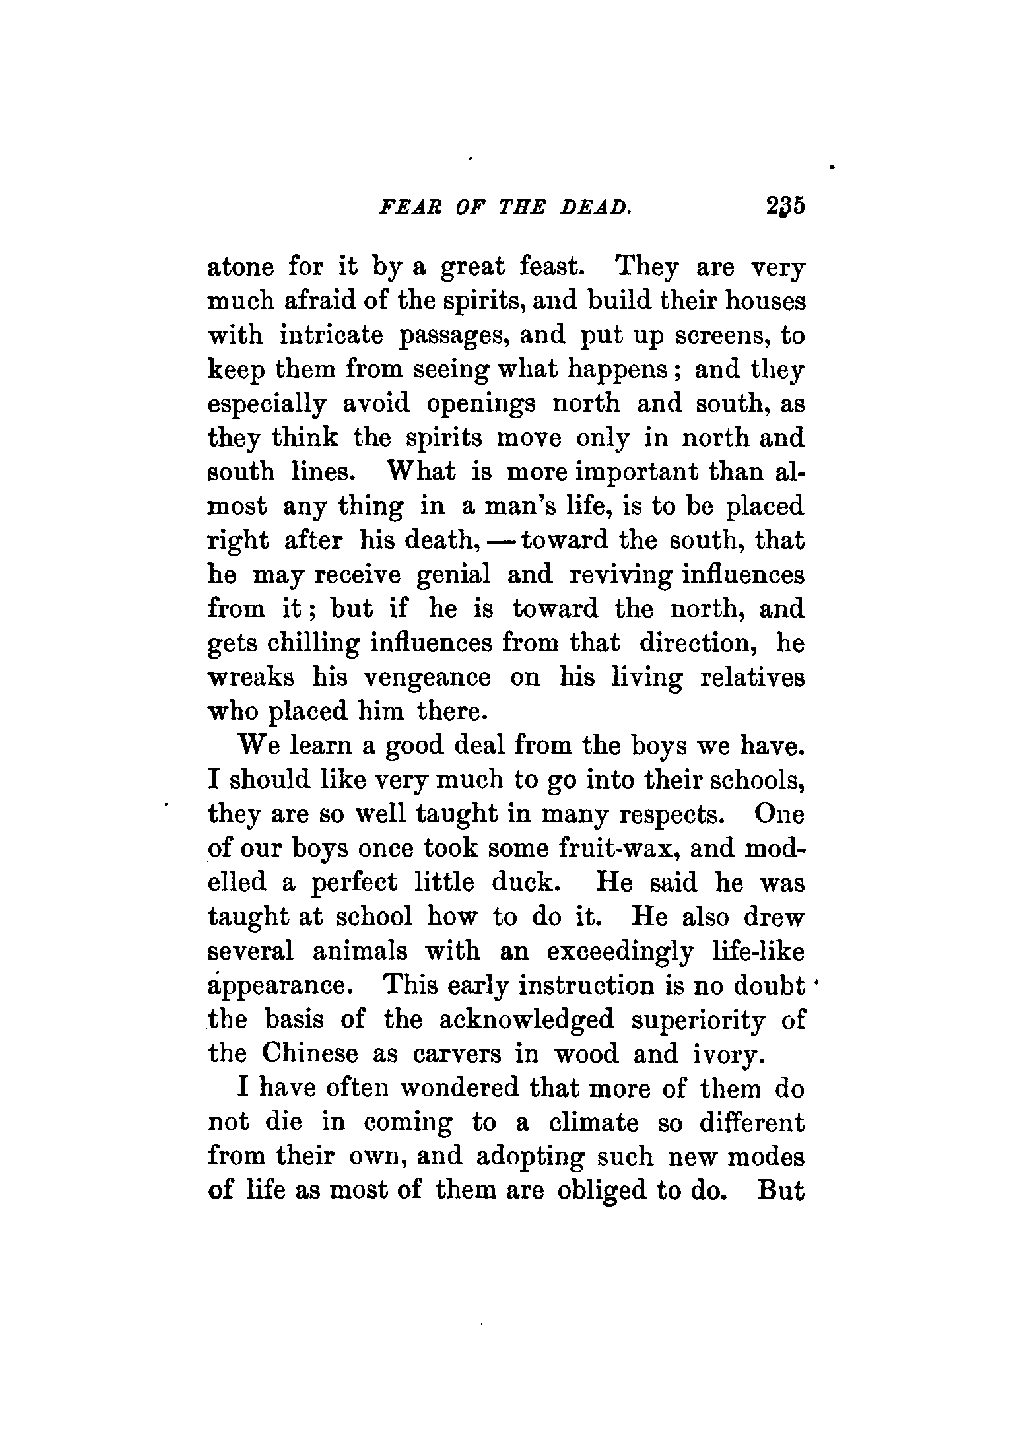 FEAR OF THE DEAD. 235
atone for it by a great feast. They are very
much afraid of the spirits, and build their houses
with intricate passages, and put up screens, to
keep them from seeing what happens; and they
especially avoid openings north and south, as
they think the spirits move only in north and
south lines. What is more important than al-
most any thing in a man's life, is to be placed
right after his death,—toward the south, that
he may receive genial and reviving influences
from it; but if he is toward the north, and
gets chilling influences from that direction, he
wreaks his vengeance on his living relatives
who placed him there.
We learn a good deal from the boys we have.
I should like very much to go into their schools,
they are so well taught in many respects. One
of our boys once took some fruit-wax, and mod-
elled a perfect little duck. He said he was
taught at school how to do it. He also drew
several animals with an exceedingly life-like
appearance. This early instruction is no doubt
the basis of the acknowledged superiority of
the Chinese as carvers in wood and ivory.
I have often wondered that more of them do
not die in coming to a climate so different
from their own, and adopting such new modes
of life as most of them are obliged to do. But